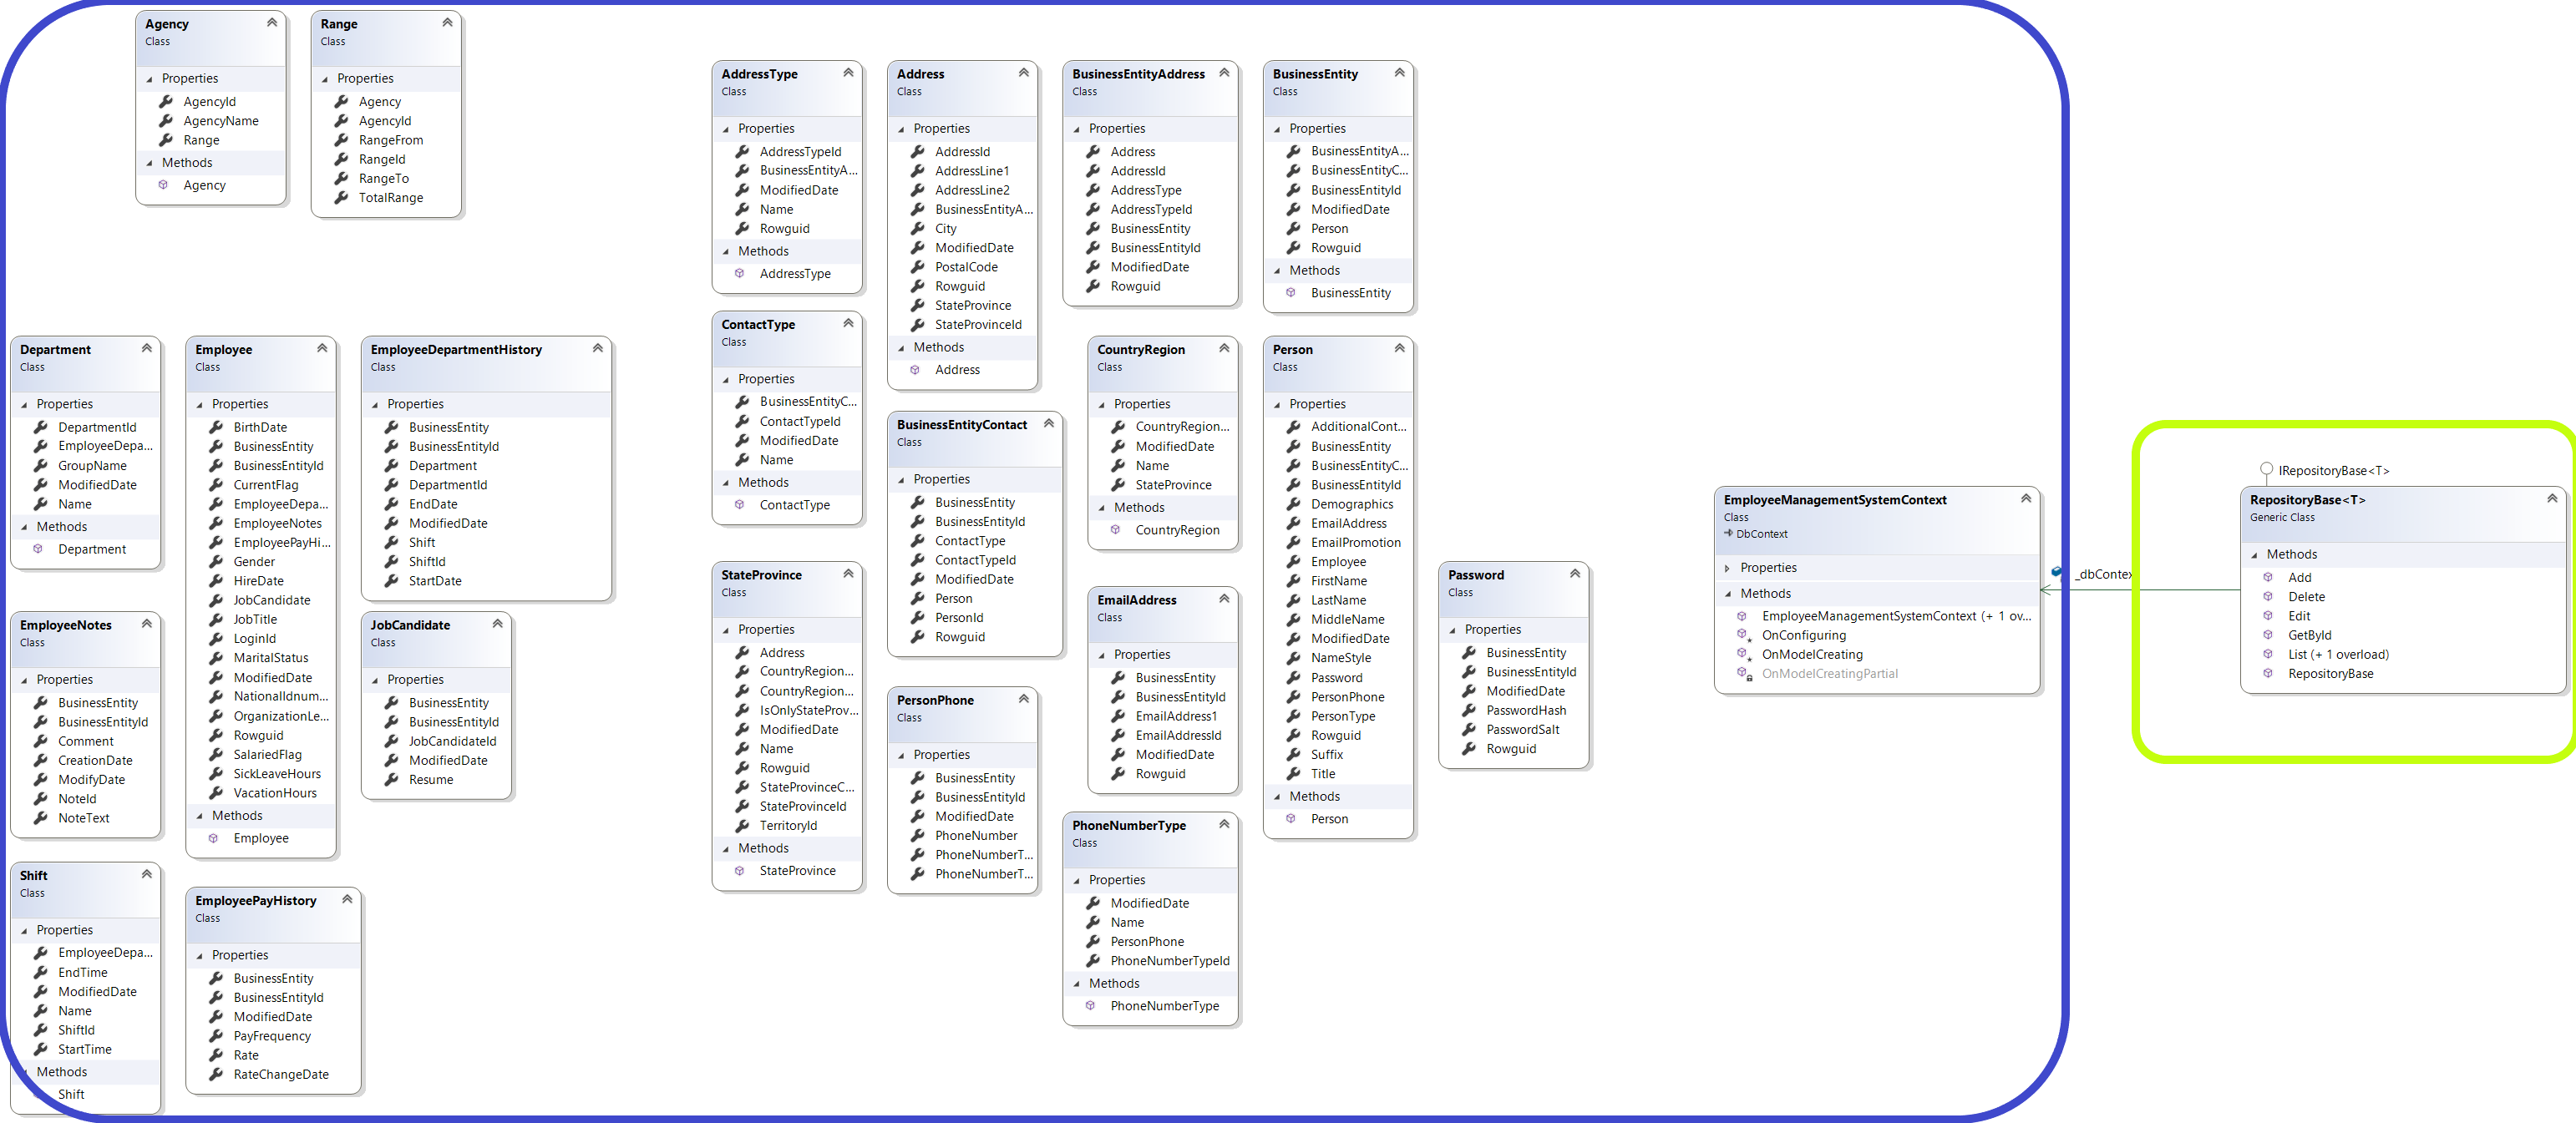 Agency
Class
Properties
AgencyId
AgencyName
Range
Methods
Agency
Range
Class
Properties
Agency
AgencyId
RangeFrom
RangeId
RangeTo
TotalRange
AddressType
Class
Properties
AddressTypeId
BusinessEntityA...
ModifiedDate
Name
Rowguid
Methods
AddressType
Address
Class
Properties
AddressId
AddressLine1
AddressLine2
BusinessEntityA...
City
ModifiedDate
PostalCode
Rowguid
StateProvince
StateProvinceId
Methods
Address
BusinessEntityAddress
Class
Properties
Address
AddressId
AddressType
AddressTypeId
BusinessEntity
BusinessEntityId
ModifiedDate
Rowguid
BusinessEntity
Class
Properties
BusinessEntityA...
BusinessEntityC...
BusinessEntityId
ModifiedDate
Person
Rowguid
Methods
BusinessEntity
Department
Class
Properties
DepartmentId
EmployeeDepa...
GroupName
ModifiedDate
Name
Methods
Department
Employee
Class
Properties
BirthDate
BusinessEntity
BusinessEntityId
CurrentFlag
EmployeeDepa...
EmployeeNotes
EmployeePayHi...
Gender
HireDate
JobCandidate
JobTitle
LoginId
MaritalStatus
ModifiedDate
NationalIdnum...
OrganizationLe...
Rowguid
SalariedFlag
SickLeaveHours
VacationHours
Methods
Employee
EmployeeDepartmentHistory
Class
Properties
BusinessEntity
BusinessEntityId
Department
DepartmentId
EndDate
ModifiedDate
Shift
ShiftId
StartDate
EmployeeNotes
Class
Properties
BusinessEntity
BusinessEntityId
Comment
CreationDate
ModifyDate
NoteId
NoteText
JobCandidate
Class
Properties
BusinessEntity
BusinessEntityId
JobCandidateId
ModifiedDate
Resume
Shift
Class
Properties
EmployeeDepa...
EndTime
ModifiedDate
Name
ShiftId
StartTime
Methods
Shift
EmployeePayHistory
Class
Properties
BusinessEntity
BusinessEntityId
ModifiedDate
PayFrequency
Rate
RateChangeDate
ContactType
Class
Properties
BusinessEntityC...
ContactTypeId
ModifiedDate
Name
Methods
ContactType
BusinessEntityContact
Class
Properties
BusinessEntity
BusinessEntityId
ContactType
ContactTypeId
ModifiedDate
Person
PersonId
Rowguid
CountryRegion
Class
Properties
CountryRegion...
ModifiedDate
Name
StateProvince
Methods
CountryRegion
Person
Class
Properties
AdditionalCont...
BusinessEntity
BusinessEntityC...
BusinessEntityId
Demographics
EmailAddress
EmailPromotion
Employee
FirstName
LastName
MiddleName
ModifiedDate
NameStyle
Password
PersonPhone
PersonType
Rowguid
Suffix
Title
Methods
Person
StateProvince
Class
Properties
Address
CountryRegion...
CountryRegion...
IsOnlyStateProv...
ModifiedDate
Name
Rowguid
StateProvinceC...
StateProvinceId
TerritoryId
Methods
StateProvince
PersonPhone
Class
Properties
BusinessEntity
BusinessEntityId
ModifiedDate
PhoneNumber
PhoneNumberT...
PhoneNumberT...
EmailAddress
Class
Properties
BusinessEntity
BusinessEntityId
EmailAddress1
EmailAddressId
ModifiedDate
Rowguid
PhoneNumberType
Class
Properties
ModifiedDate
Name
PersonPhone
PhoneNumberTypeId
Methods
PhoneNumberType
Password
Class
Properties
BusinessEntity
BusinessEntityId
ModifiedDate
PasswordHash
PasswordSalt
Rowguid
EmployeeManagementSystemContext
Class
DbContext
Properties
Methods
EmployeeManagementSystemContext (+ 1 ov...
OnConfiguring
OnModelCreating
OnModelCreatingPartial
_dbContex
IRepositoryBase<T>
RepositoryBase<T>
Generic Class
Methods
Add
Delete
Edit
GetById
List (+ 1 overload)
RepositoryBase